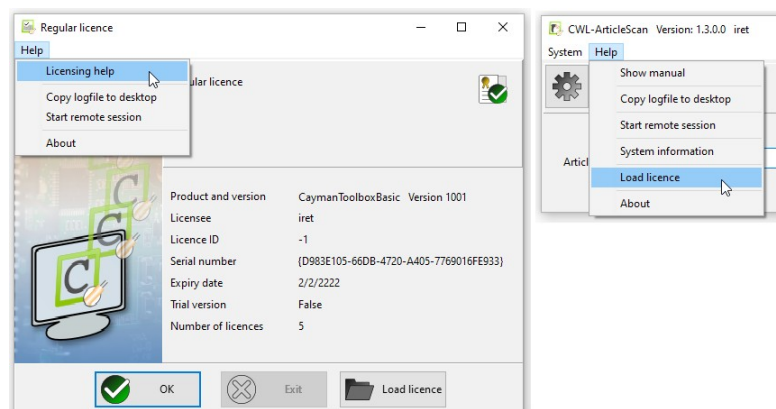 Regular licence
Help
Licensing help
Copy logfile to desktop
Start remote session
About
ular licence
Product and version CaymanToolboxBasic Version 1001
Licensee iret
Licence ID -1
Serial number {D983E105-66DB-4720-A405-7769016FE933}
Expiry date 2/2/2222
Trial version False
Number of licences 5
OK
Exit
Load licence
CWL-ArticleScan Version: 1.3.0.0 iret
System Help
Show manual
Copy logfile to desktop
Start remote session
System information
Load licence
About
Articl
C
C
C